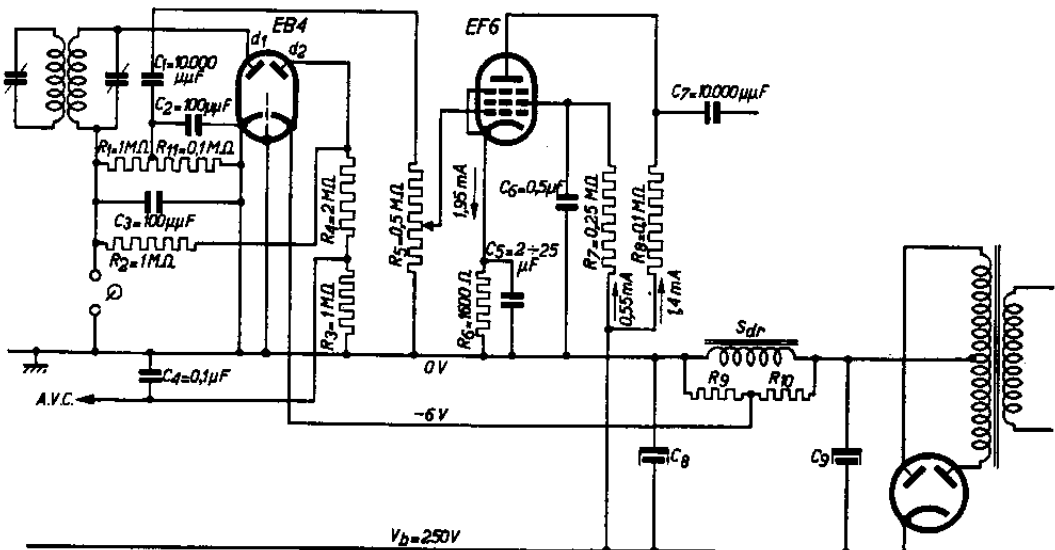 EB4
EF6
d1
d2
C1=10.000 μμF
C2=100μμF
C7=10.000μμF
R1=1MΩ
R11=0,1MΩ
C3=100μμF
R2=1MΩ
R4=2MΩ
R3=1MΩ
R5=0,5MΩ
1,95 mA
C6=0,5μF
C5=2÷25 μF
R6=1600 Ω
R7=0,25MΩ
R8=0,1MΩ
0,55mA
1,4mA
Sdr
0V
R9
R10
C4=0,1μF
A.V.C.
-6V
C8
C9
Vb=250V